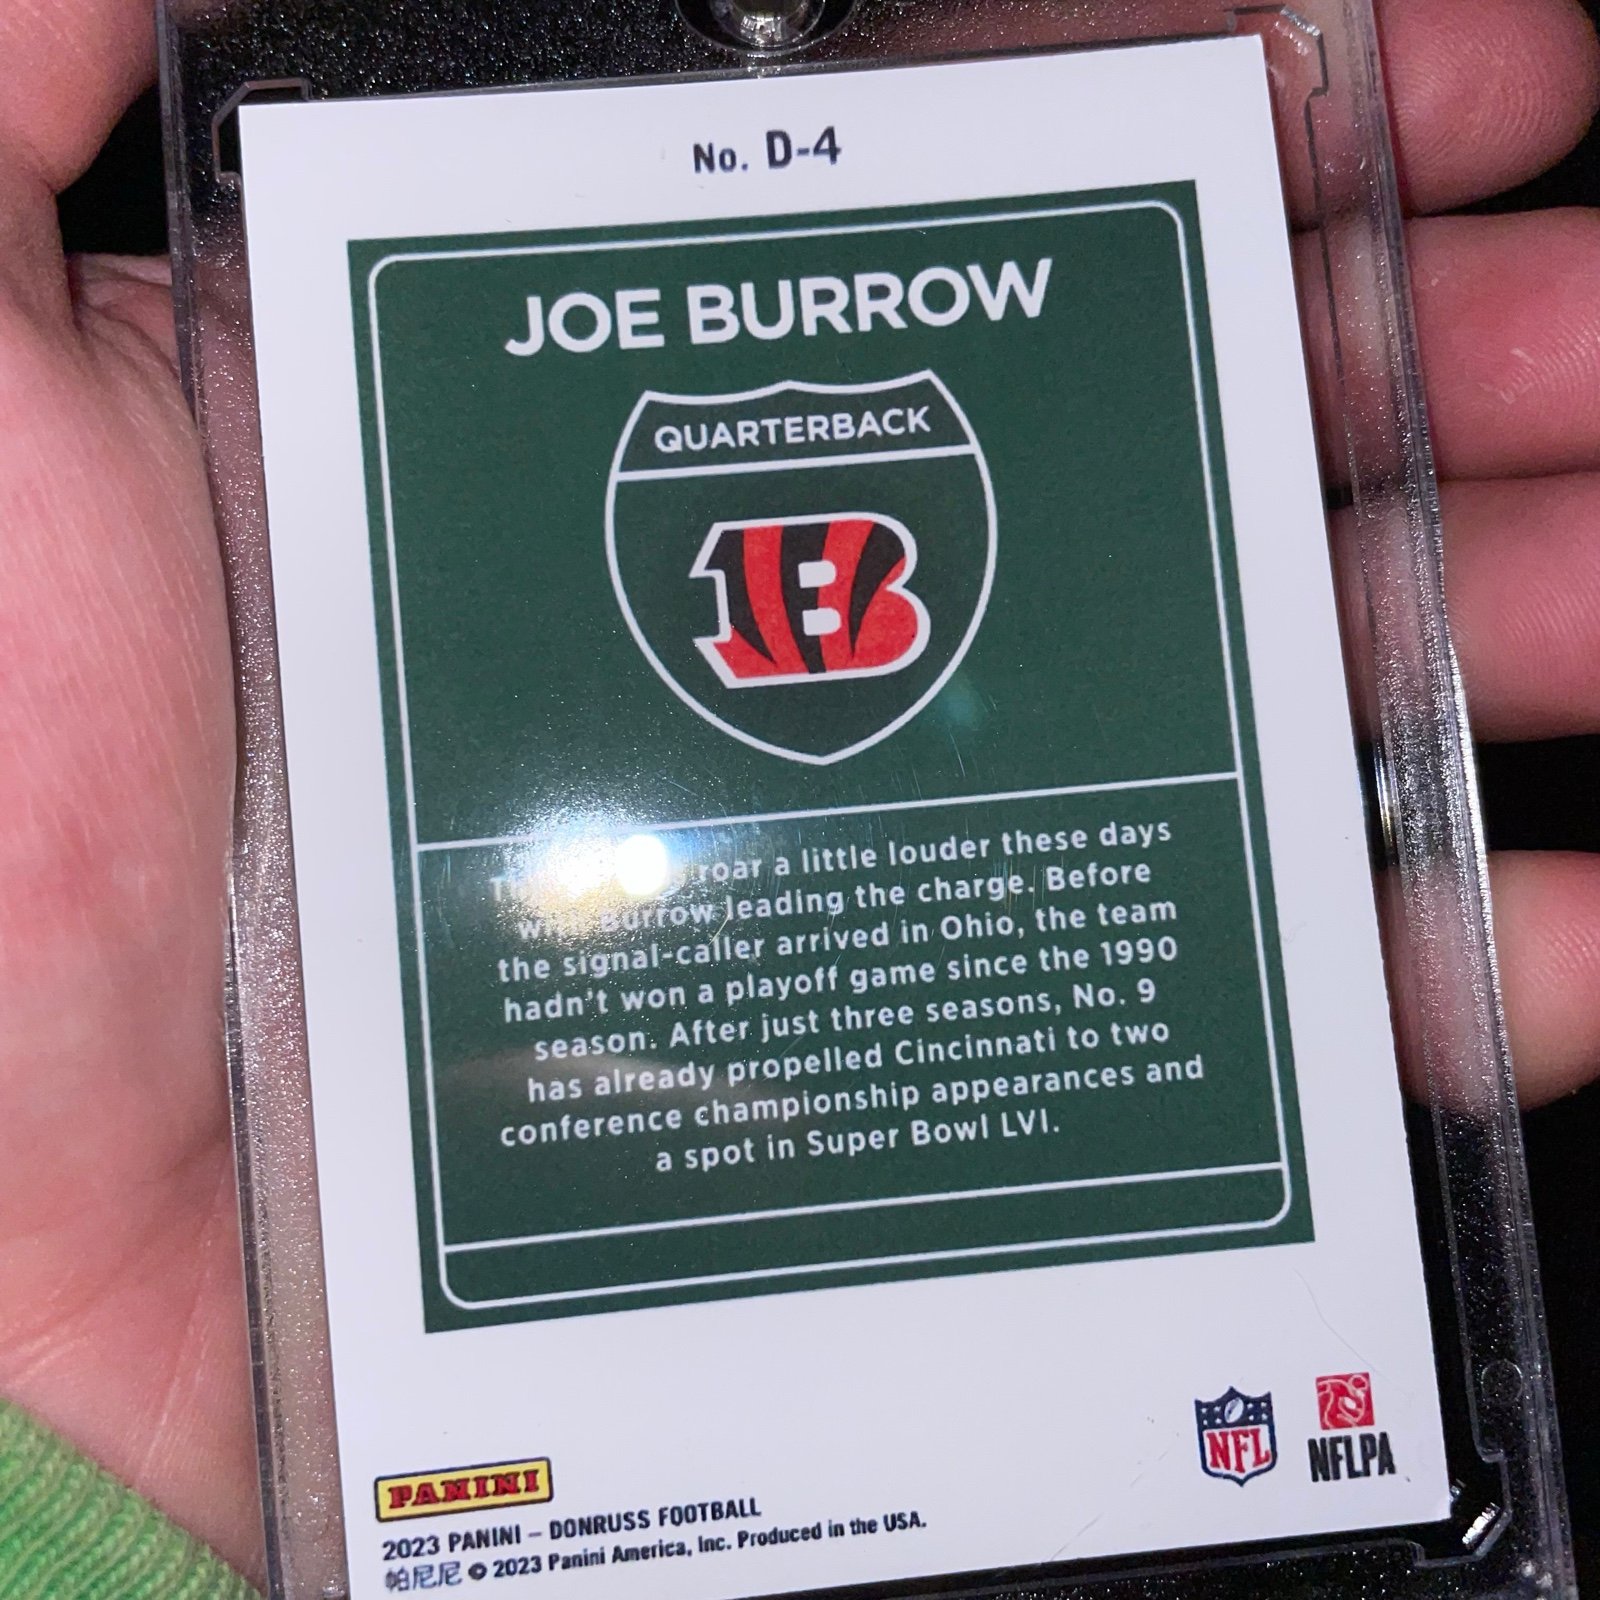 No. D-4
JOE BURROW
QUARTERBACK
B
roar a little louder these days
with Burrow leading the charge. Before
the signal-caller arrived in Ohio, the team
hadn't won a playoff game since the 1990
season. After just three seasons, No. 9
has already propelled Cincinnati to two
conference championship appearances and
a spot in Super Bowl LVI.
NFL
NFLPA
PANINI
2023 PANINI – DONRUSS FOOTBALL
帕尼尼 © 2023 Panini America, Inc. Produced in the USA.